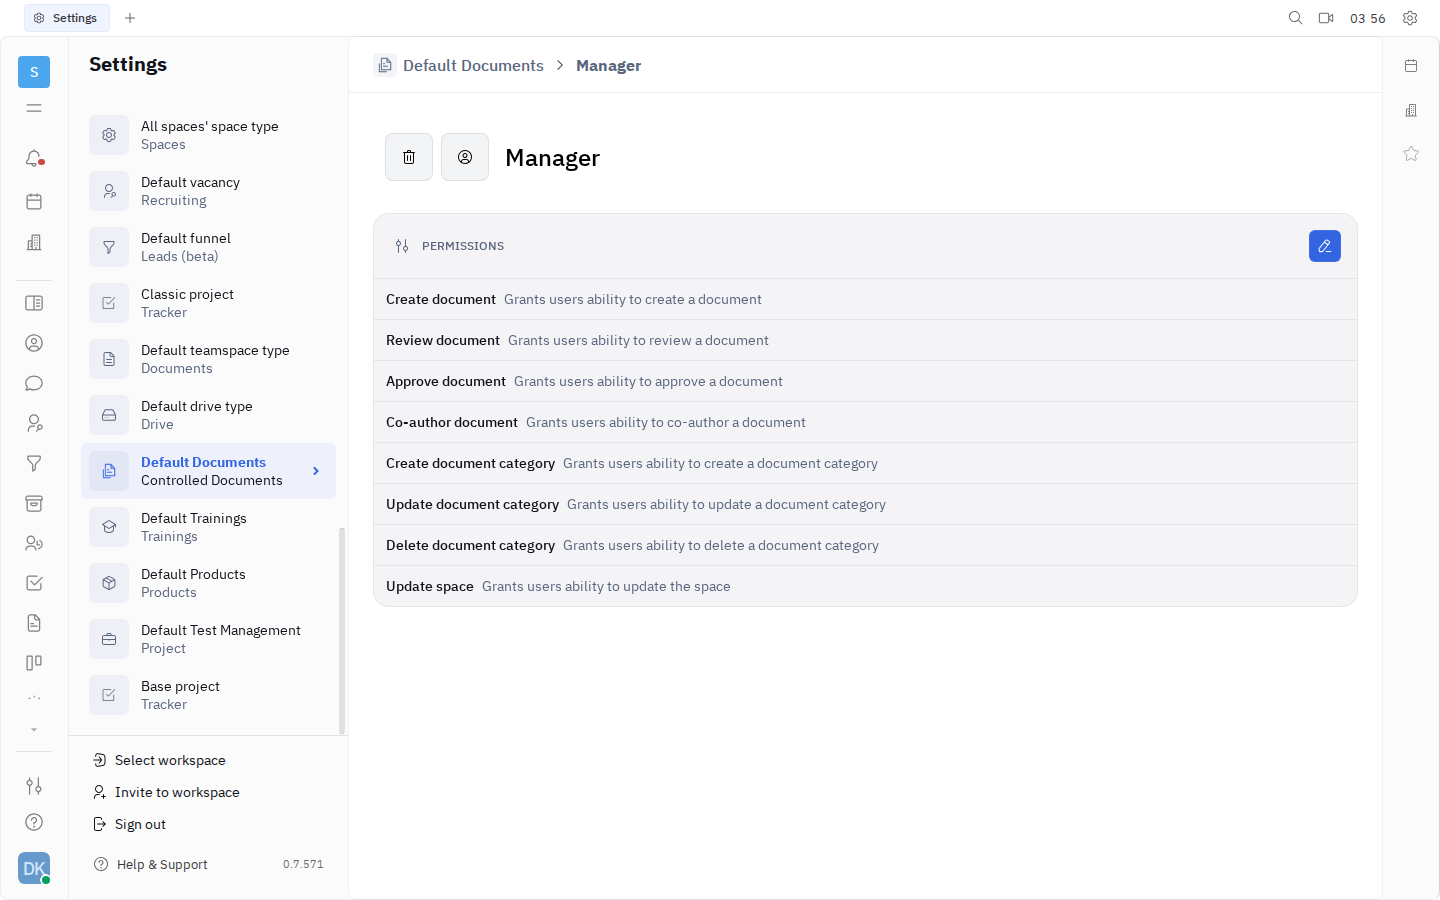 Settings
03 56
S
Settings
All spaces' space type
Spaces
Default vacancy
Recruiting
Default funnel
Leads (beta)
Classic project
Tracker
Default teamspace type
Documents
Default drive type
Drive
Default Documents
Controlled Documents
Default Trainings
Trainings
Default Products
Products
Default Test Management
Project
Base project
Tracker
Select workspace
Invite to workspace
Sign out
Help & Support 0.7.571
DK
Default Documents > Manager
Manager
PERMISSIONS
Create document Grants users ability to create a document
Review document Grants users ability to review a document
Approve document Grants users ability to approve a document
Co-author document Grants users ability to co-author a document
Create document category Grants users ability to create a document category
Update document category Grants users ability to update a document category
Delete document category Grants users ability to delete a document category
Update space Grants users ability to update the space